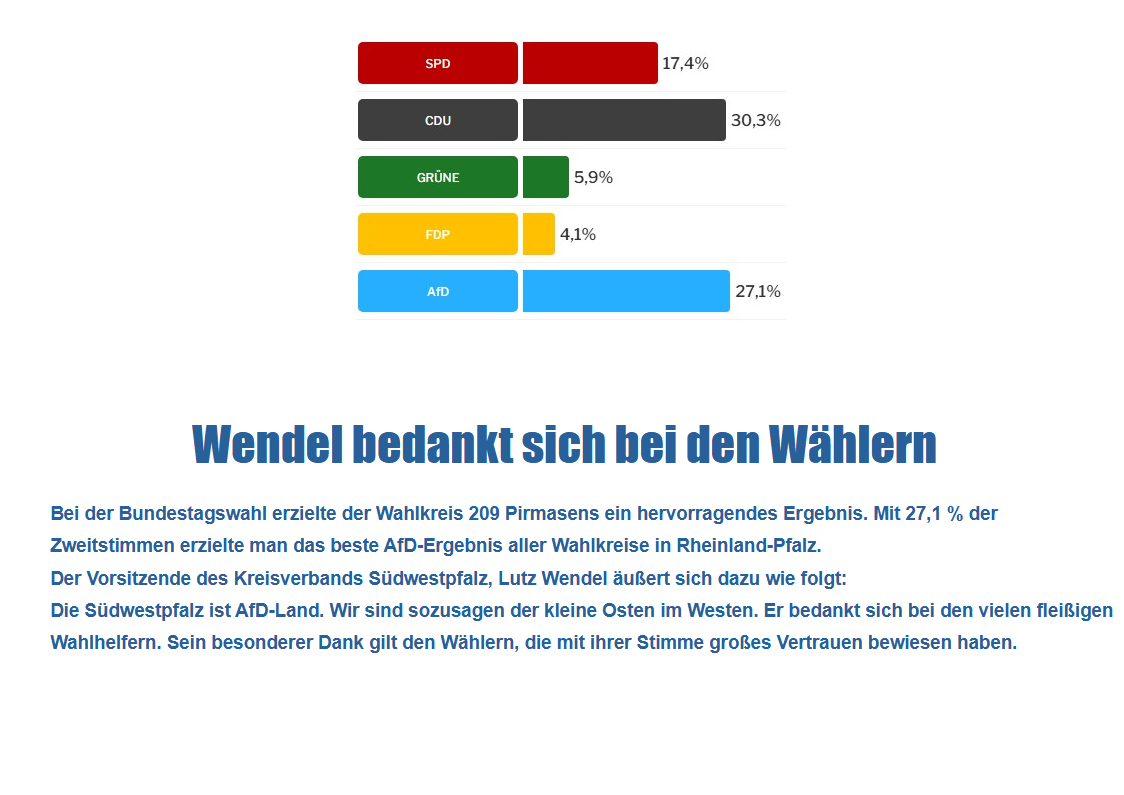 SPD 17,4%
CDU 30,3%
GRÜNE 5,9%
FDP 4,1%
AfD 27,1%
Wendel bedankt sich bei den Wählern
Bei der Bundestagswahl erzielte der Wahlkreis 209 Pirmasens ein hervorragendes Ergebnis. Mit 27,1 % der
Zweitstimmen erzielte man das beste AfD-Ergebnis aller Wahlkreise in Rheinland-Pfalz.
Der Vorsitzende des Kreisverbands Südwestpfalz, Lutz Wendel äußert sich dazu wie folgt:
Die Südwestpfalz ist AfD-Land. Wir sind sozusagen der kleine Osten im Westen. Er bedankt sich bei den vielen fleißigen
Wahlhelfern. Sein besonderer Dank gilt den Wählern, die mit ihrer Stimme großes Vertrauen bewiesen haben.